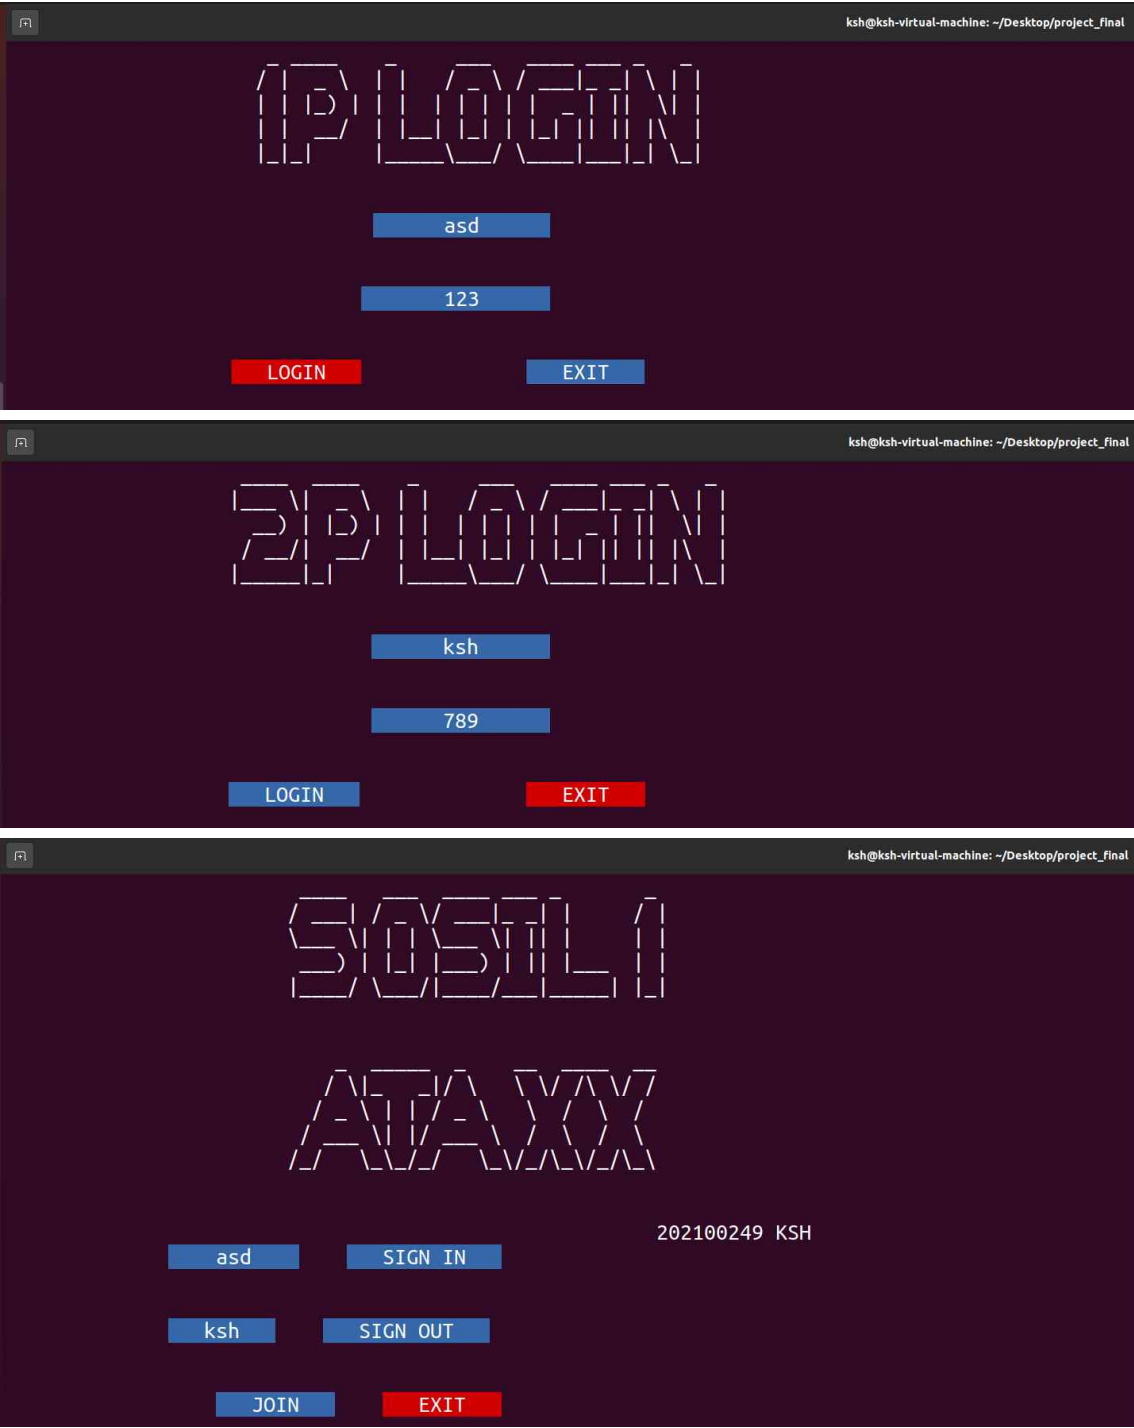 ksh@ksh-virtual-machine: ~/Desktop/project_final
1P LOGIN
asd
123
LOGIN EXIT
ksh@ksh-virtual-machine: ~/Desktop/project_final
2P LOGIN
ksh
789
LOGIN EXIT
ksh@ksh-virtual-machine: ~/Desktop/project_final
SOSIL 1
ATAXX
202100249 KSH
asd SIGN IN
ksh SIGN OUT
JOIN EXIT